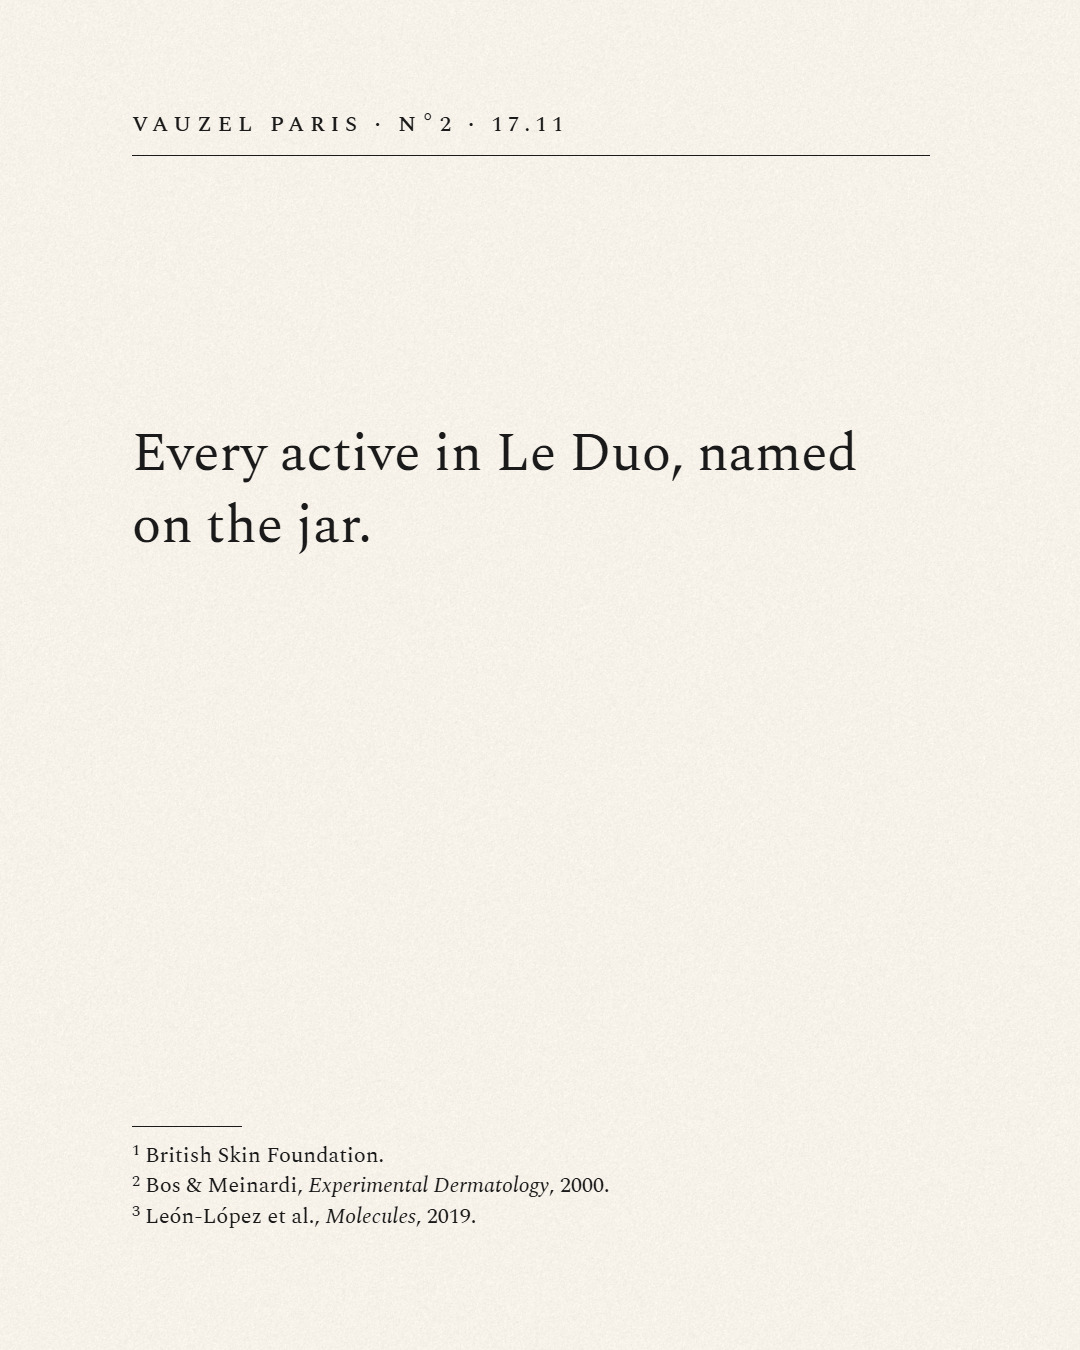 VAUZEL PARIS · N°2 · 17.11
Every active in Le Duo, named
on the jar.
¹ British Skin Foundation.
² Bos & Meinardi, Experimental Dermatology, 2000.
³ León-López et al., Molecules, 2019.